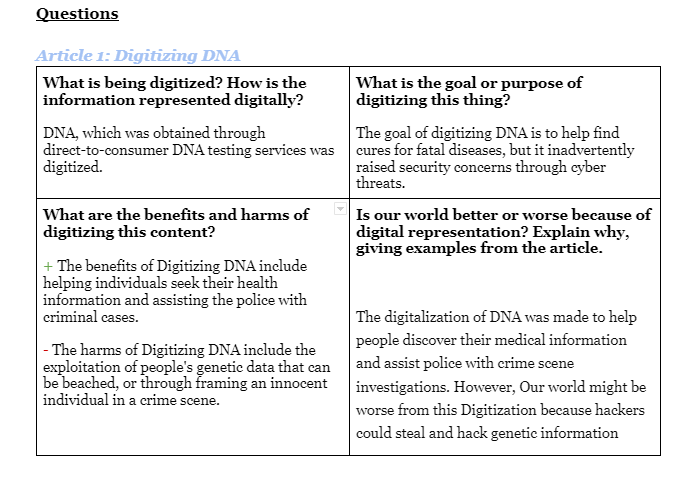 Questions
Article 1: Digitizing DNA
What is being digitized? How is the
information represented digitally?
DNA, which was obtained through
direct-to-consumer DNA testing services was
digitized.
What is the goal or purpose of
digitizing this thing?
The goal of digitizing DNA is to help find
cures for fatal diseases, but it inadvertently
raised security concerns through cyber
threats.
What are the benefits and harms of
digitizing this content?
+ The benefits of Digitizing DNA include
helping individuals seek their health
information and assisting the police with
criminal cases.
- The harms of Digitizing DNA include the
exploitation of people's genetic data that can
be beached, or through framing an innocent
individual in a crime scene.
Is our world better or worse because of
digital representation? Explain why,
giving examples from the article.
The digitalization of DNA was made to help
people discover their medical information
and assist police with crime scene
investigations. However, Our world might be
worse from this Digitization because hackers
could steal and hack genetic information